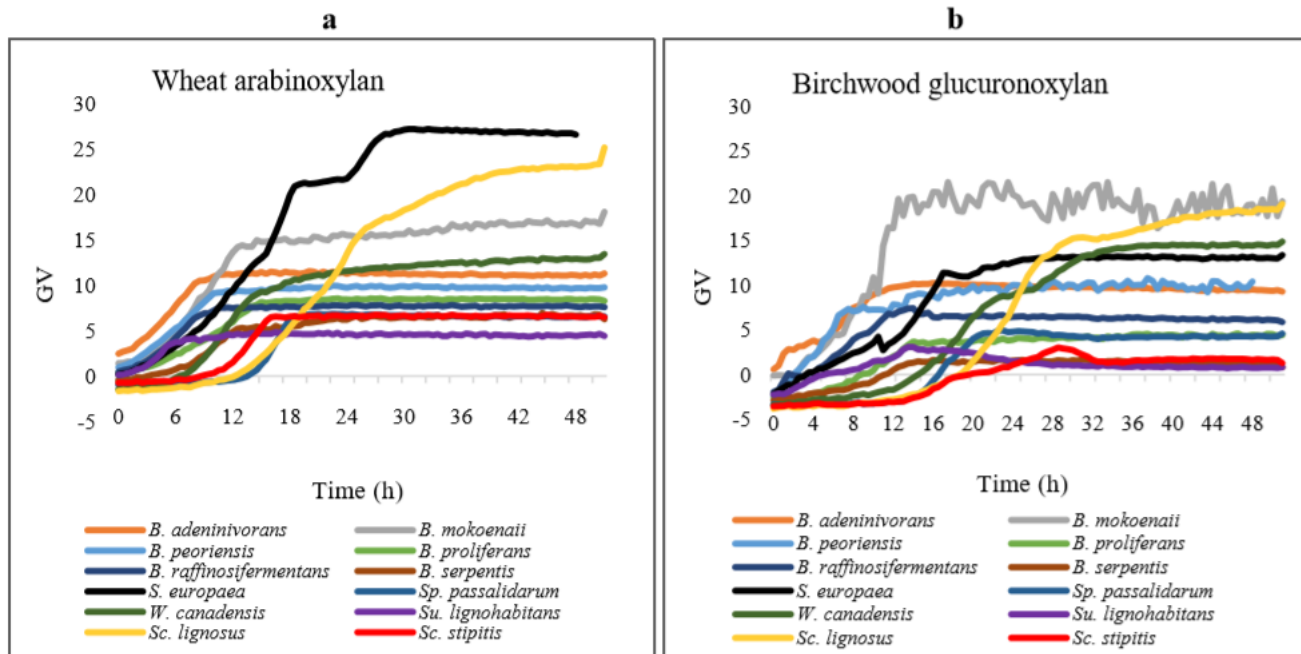 a
Wheat arabinoxylan
30
25
20
15
10
5
0
-5
GV
0 6 12 18 24 30 36 42 48
Time (h)
B. adeninivorans B. mokoenaii
B. peoriensis B. proliferans
B. raffinosifermentans B. serpentis
S. europaea Sp. passalidarum
W. canadensis Su. lignohabitans
Sc. lignosus Sc. stipitis
b
Birchwood glucuronoxylan
30
25
20
15
10
5
0
-5
GV
0 4 8 12 16 20 24 28 32 36 40 44 48
Time (h)
B. adeninivorans B. mokoenaii
B. peoriensis B. proliferans
B. raffinosifermentans B. serpentis
S. europaea Sp. passalidarum
W. canadensis Su. lignohabitans
Sc. lignosus Sc. stipitis